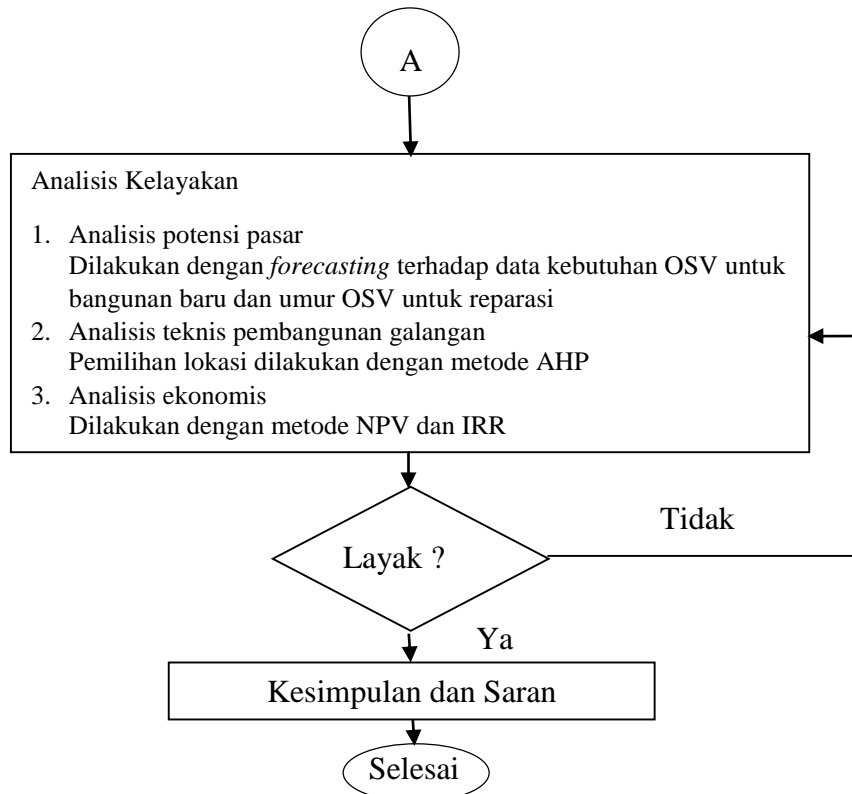 A
Analisis Kelayakan
1. Analisis potensi pasar
Dilakukan dengan forecasting terhadap data kebutuhan OSV untuk
bangunan baru dan umur OSV untuk reparasi
2. Analisis teknis pembangunan galangan
Pemilihan lokasi dilakukan dengan metode AHP
3. Analisis ekonomis
Dilakukan dengan metode NPV dan IRR
Tidak
Layak ?
Ya
Kesimpulan dan Saran
Selesai